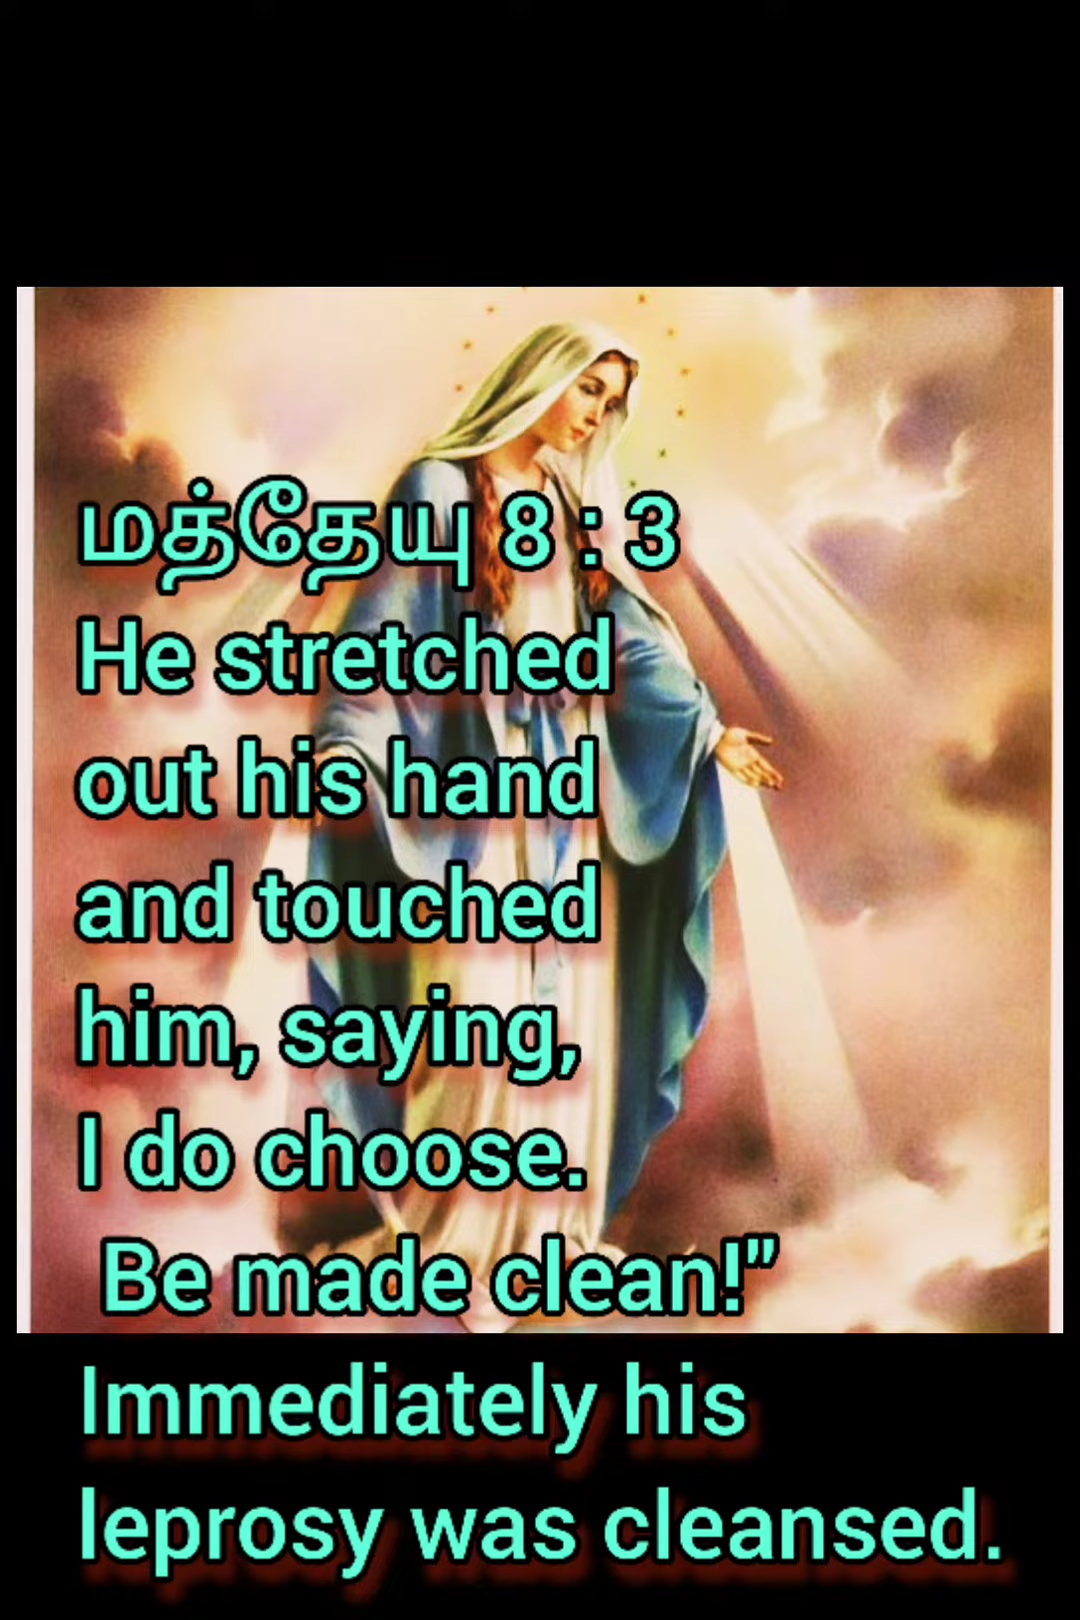 மத்தேயு 8 : 3
He stretched
out his hand
and touched
him, saying,
I do choose.
Be made clean!"
Immediately his
leprosy was cleansed.